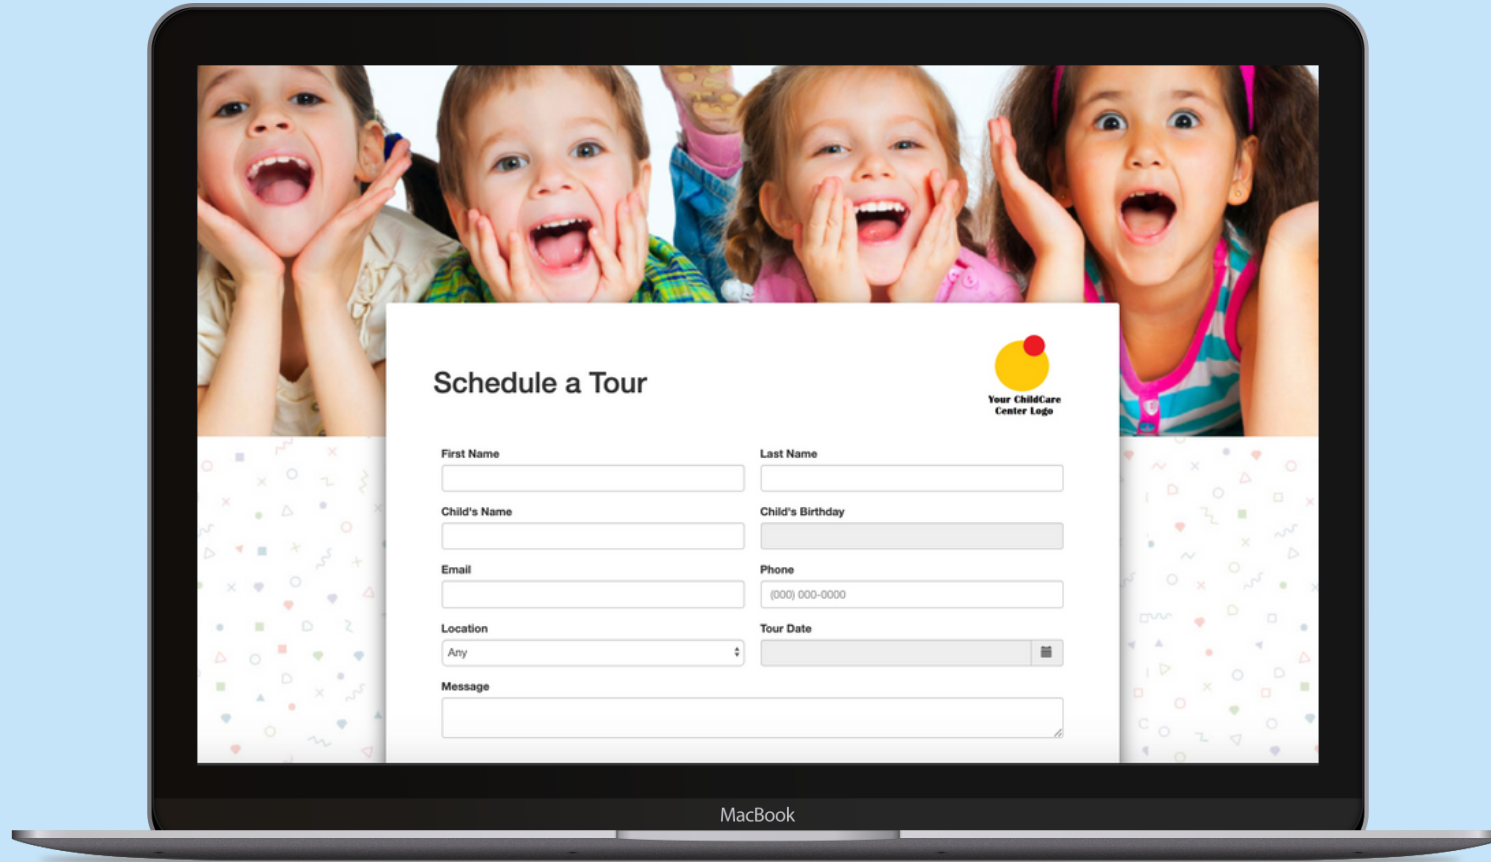 Schedule a Tour
Your ChildCare
Center Logo
First Name
Last Name
Child's Name
Child's Birthday
Email
Phone
(000) 000-0000
Location
Tour Date
Any
Message
MacBook